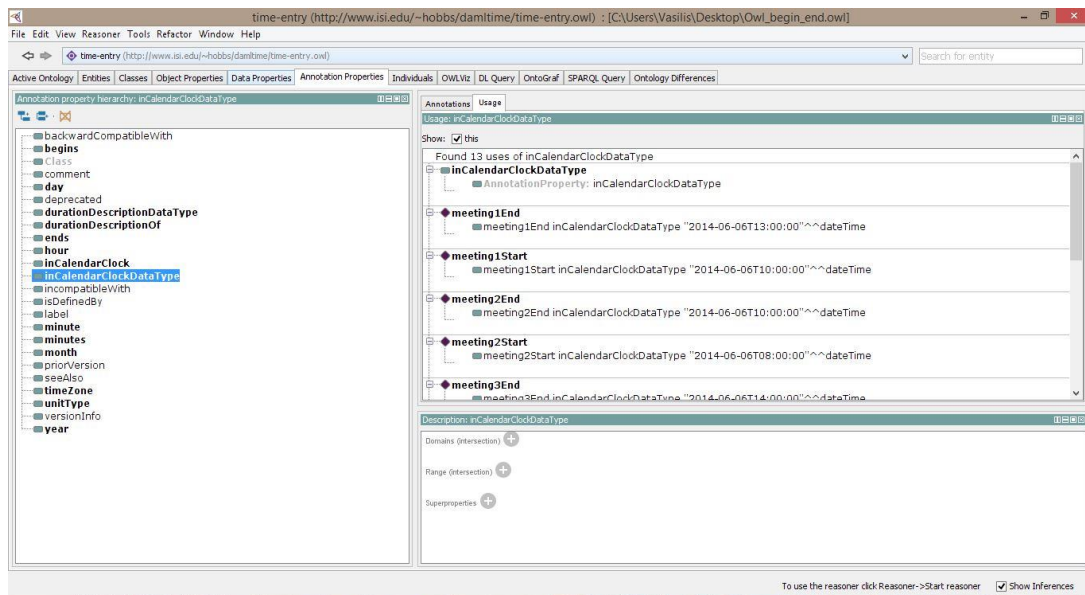 time-entry (http://www.isi.edu/~hobbs/damltime/time-entry.owl) : [C:\Users\Vasilis\Desktop\Owl_begin_end.owl]
File Edit View Reasoner Tools Refactor Window Help
time-entry (http://www.isi.edu/~hobbs/damltime/time-entry.owl)
Search for entity
Active Ontology Entities Classes Object Properties Data Properties Annotation Properties Individuals OWLViz DL Query OntoGraf SPARQL Query Ontology Differences
Annotation property hierarchy: inCalendarClockDataType
backwardCompatibleWith
begins
Class
comment
day
deprecated
durationDescriptionDataType
durationDescriptionOf
ends
hour
inCalendarClock
inCalendarClockDataType
incompatibleWith
isDefinedBy
label
minute
minutes
month
priorVersion
seeAlso
timeZone
unitType
versionInfo
year
Annotations Usage
Usage: inCalendarClockDataType
Show: this
Found 13 uses of inCalendarClockDataType
inCalendarClockDataType
AnnotationProperty: inCalendarClockDataType
meeting1End
meeting1End inCalendarClockDataType "2014-06-06T13:00:00"^^dateTime
meeting1Start
meeting1Start inCalendarClockDataType "2014-06-06T10:00:00"^^dateTime
meeting2End
meeting2End inCalendarClockDataType "2014-06-06T10:00:00"^^dateTime
meeting2Start
meeting2Start inCalendarClockDataType "2014-06-06T08:00:00"^^dateTime
meeting3End
meeting3End inCalendarClockDataType "2014-06-06T14:00:00"^^dateTime
Description: inCalendarClockDataType
Domains (intersection)
Range (intersection)
Superproperties
To use the reasoner click Reasoner->Start reasoner Show Inferences